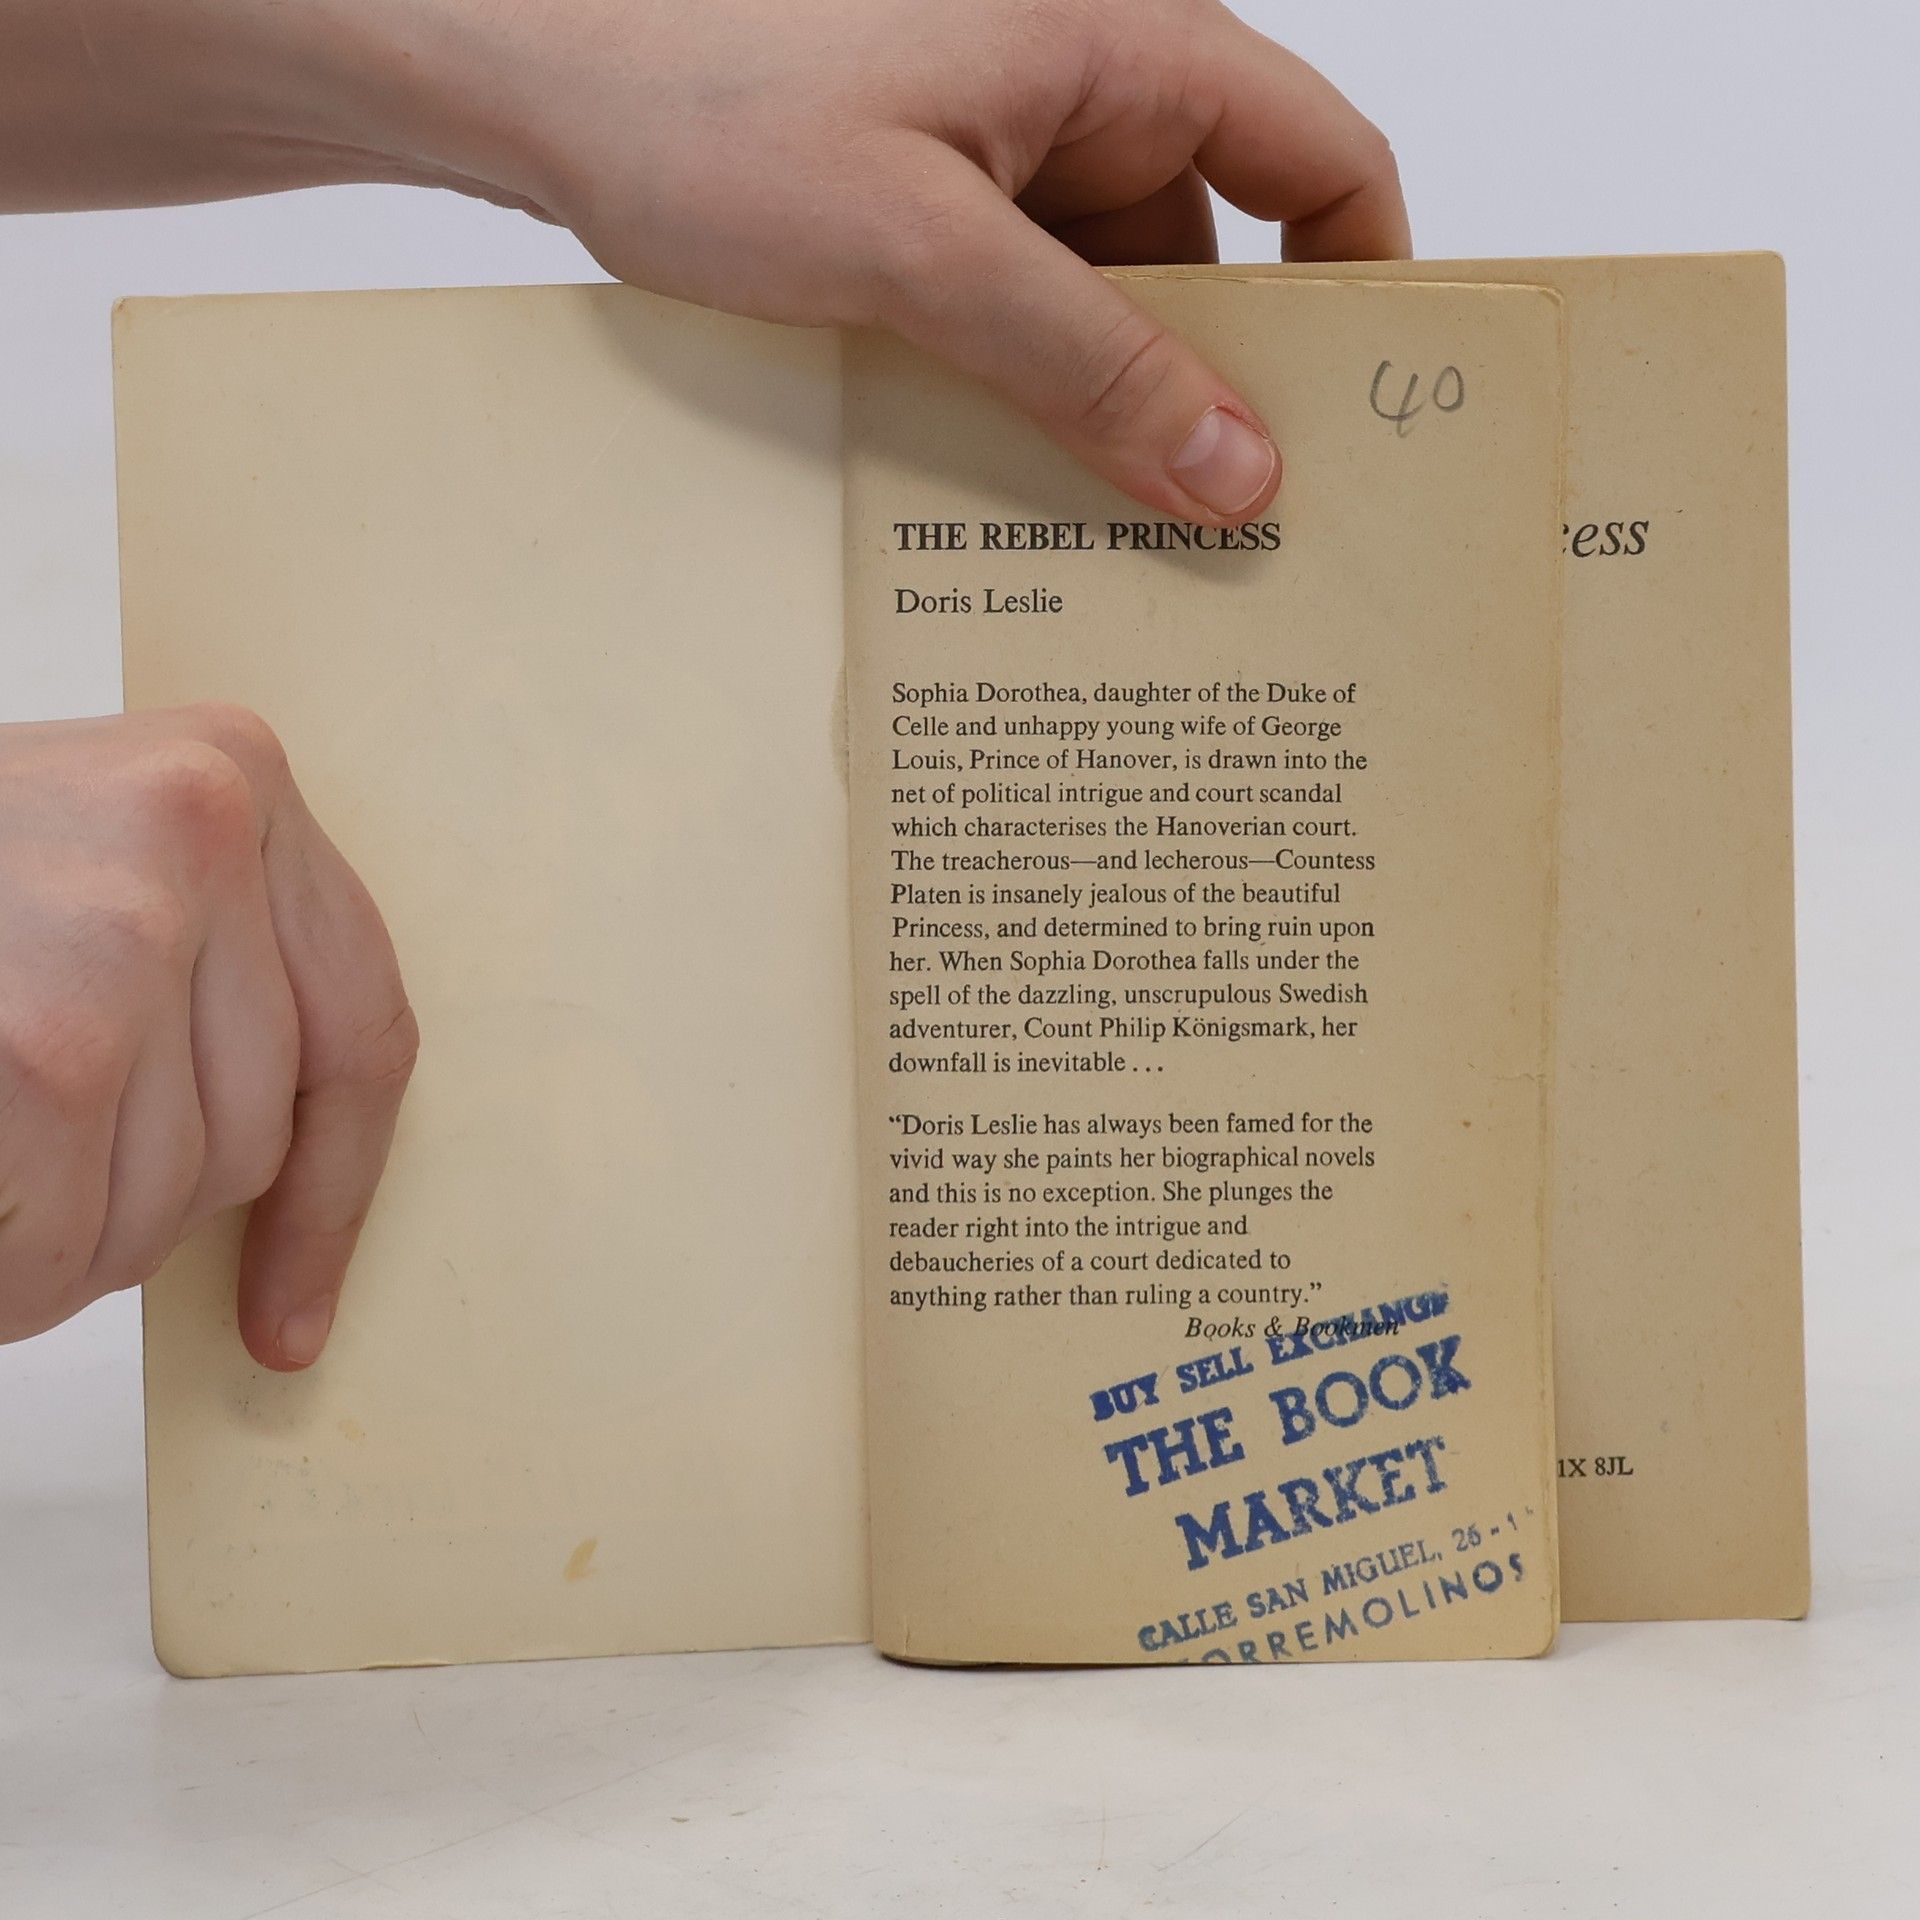 40
THE REBEL PRINCESS
Doris Leslie
Sophia Dorothea, daughter of the Duke of
Celle and unhappy young wife of George
Louis, Prince of Hanover, is drawn into the
net of political intrigue and court scandal
which characterises the Hanoverian court.
The treacherous—and lecherous—Countess
Platen is insanely jealous of the beautiful
Princess, and determined to bring ruin upon
her. When Sophia Dorothea falls under the
spell of the dazzling, unscrupulous Swedish
adventurer, Count Philip Königsmark, her
downfall is inevitable . . .
“Doris Leslie has always been famed for the
vivid way she paints her biographical novels
and this is no exception. She plunges the
reader right into the intrigue and
debaucheries of a court dedicated to
anything rather than ruling a country.”
Books & Bookmen
BUY SELL EXCHANGE
THE BOOK
MARKET
CALLE SAN MIGUEL, 26 - 1
TORREMOLINOS
cess
1X 8JL